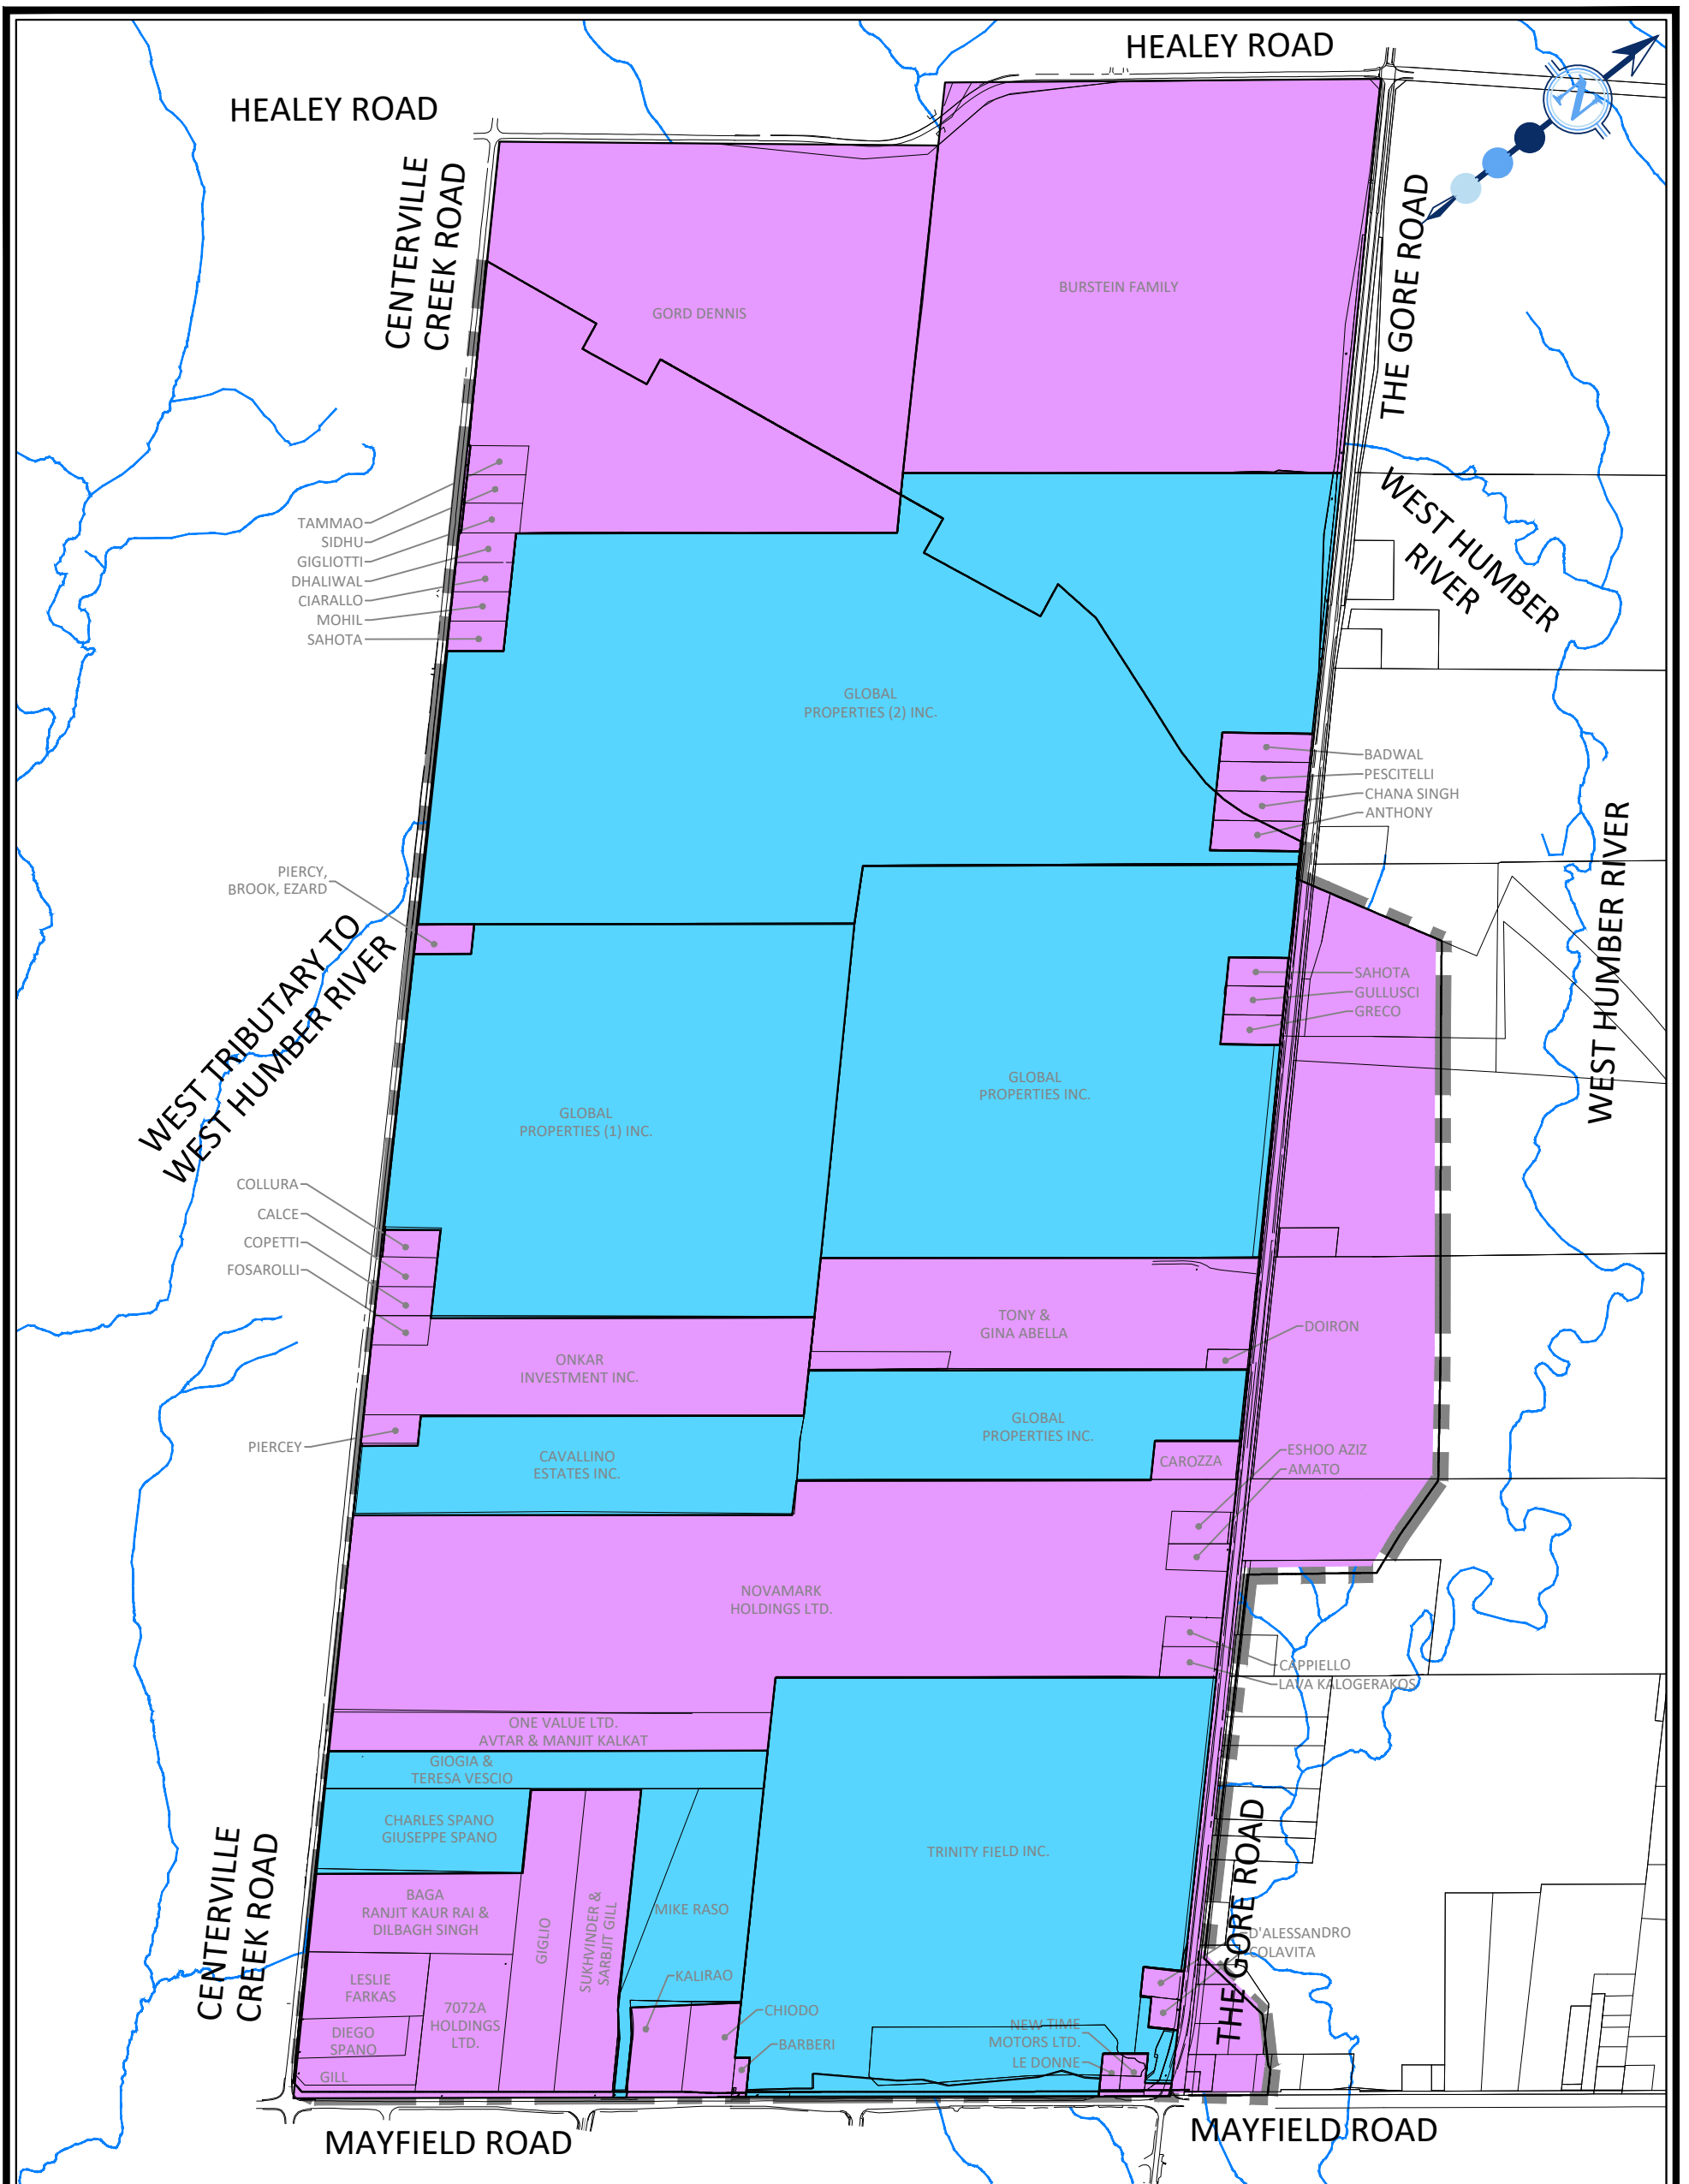 HEALEY ROAD
HEALEY ROAD
N
CENTERVILLE
CREEK ROAD
THE GORE ROAD
GORD DENNIS
BURSTEIN FAMILY
WEST HUMBER
RIVER
TAMMAO
SIDHU
GIGLIOTTI
DHALIWAL
CIARALLO
MOHIL
SAHOTA
GLOBAL
PROPERTIES (2) INC.
BADWAL
PESCITELLI
CHANA SINGH
ANTHONY
PIERCY,
BROOK, EZARD
WEST TRIBUTARY TO
WEST HUMBER RIVER
WEST HUMBER RIVER
SAHOTA
GULLUSCI
GRECO
GLOBAL
PROPERTIES INC.
GLOBAL
PROPERTIES (1) INC.
COLLURA
CALCE
COPETTI
FOSAROLLI
TONY &
GINA ABELLA
DOIRON
ONKAR
INVESTMENT INC.
GLOBAL
PROPERTIES INC.
PIERCEY
CAVALLINO
ESTATES INC.
CAROZZA
ESHOO AZIZ
AMATO
NOVAMARK
HOLDINGS LTD.
CAPPIELLO
LAVA KALOGERAKOS
ONE VALUE LTD.
AVTAR & MANJIT KALKAT
GIOGIA &
TERESA VESCIO
CHARLES SPANO
GIUSEPPE SPANO
TRINITY FIELD INC.
THE GORE ROAD
CENTERVILLE
CREEK ROAD
BAGA
RANJIT KAUR RAI &
DILBAGH SINGH
GIGLIO
SUKHVINDER &
SARBJIT GILL
MIKE RASO
D'ALESSANDRO
COLAVITA
LESLIE
FARKAS
7072A
HOLDINGS
LTD.
KALIRAO
CHIODO
BARBERI
DIEGO
SPANO
NEW TIME
MOTORS LTD.
LE DONNE
GILL
MAYFIELD ROAD
MAYFIELD ROAD